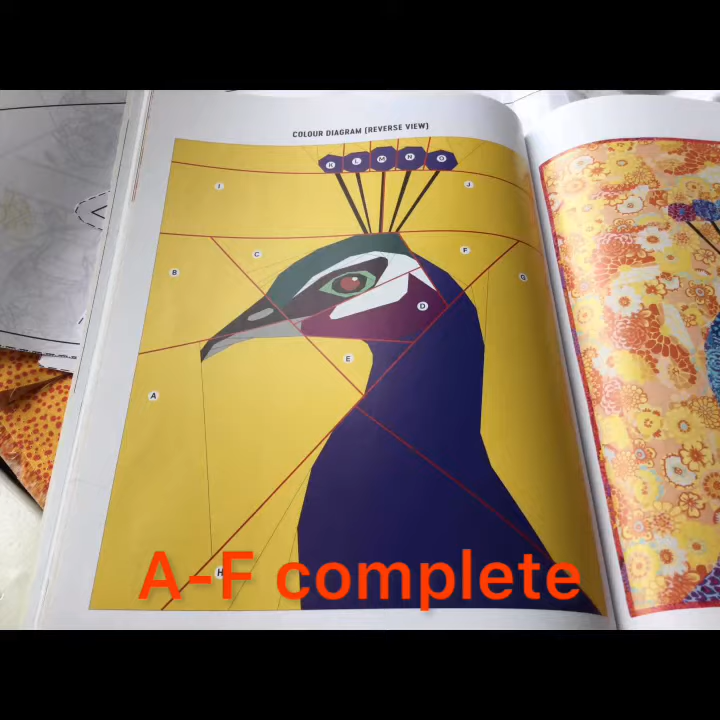 COLOUR DIAGRAM (REVERSE VIEW)
K L M N O
I J
C F
B G
D
E
A
H
A-F complete